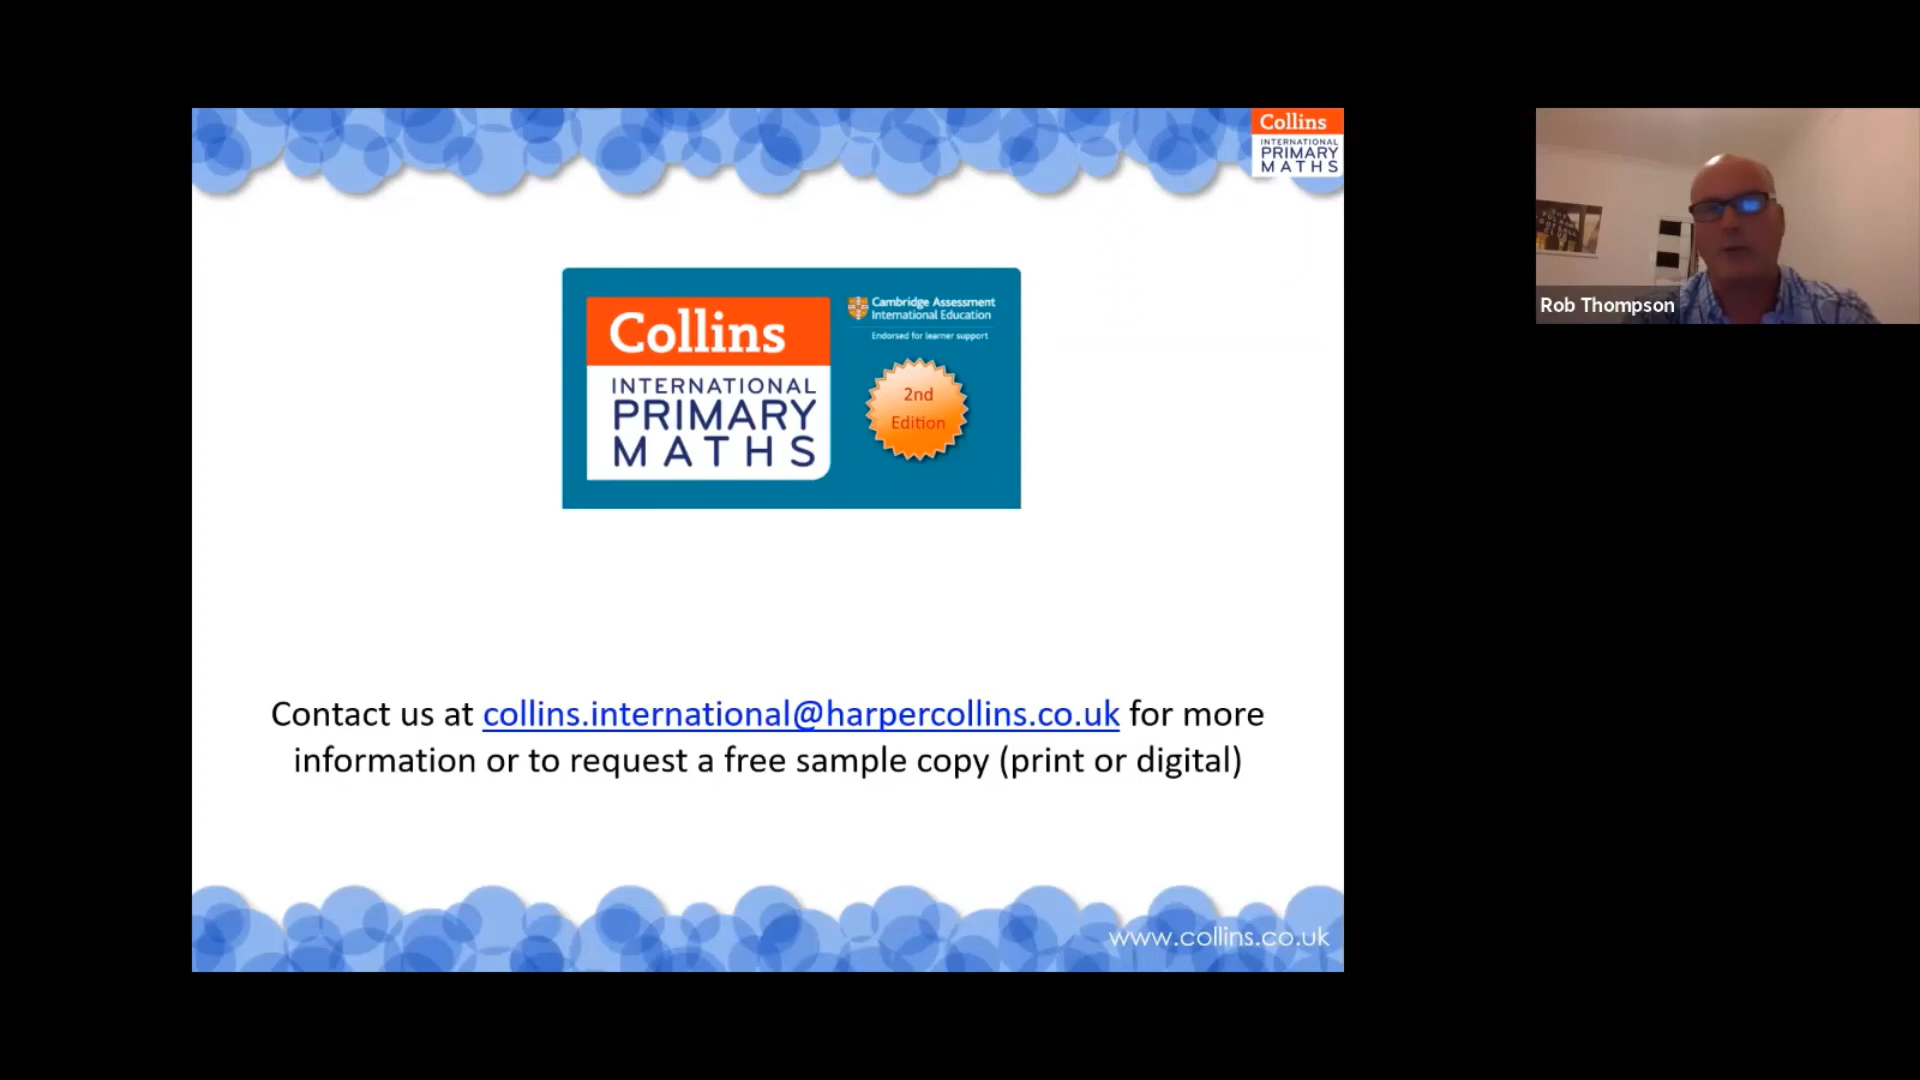 Collins
INTERNATIONAL
PRIMARY
MATHS
Collins
INTERNATIONAL
PRIMARY
MATHS
Cambridge Assessment
International Education
Endorsed for learner support
2nd
Edition
Rob Thompson
Contact us at collins.international@harpercollins.co.uk for more
information or to request a free sample copy (print or digital)
www.collins.co.uk